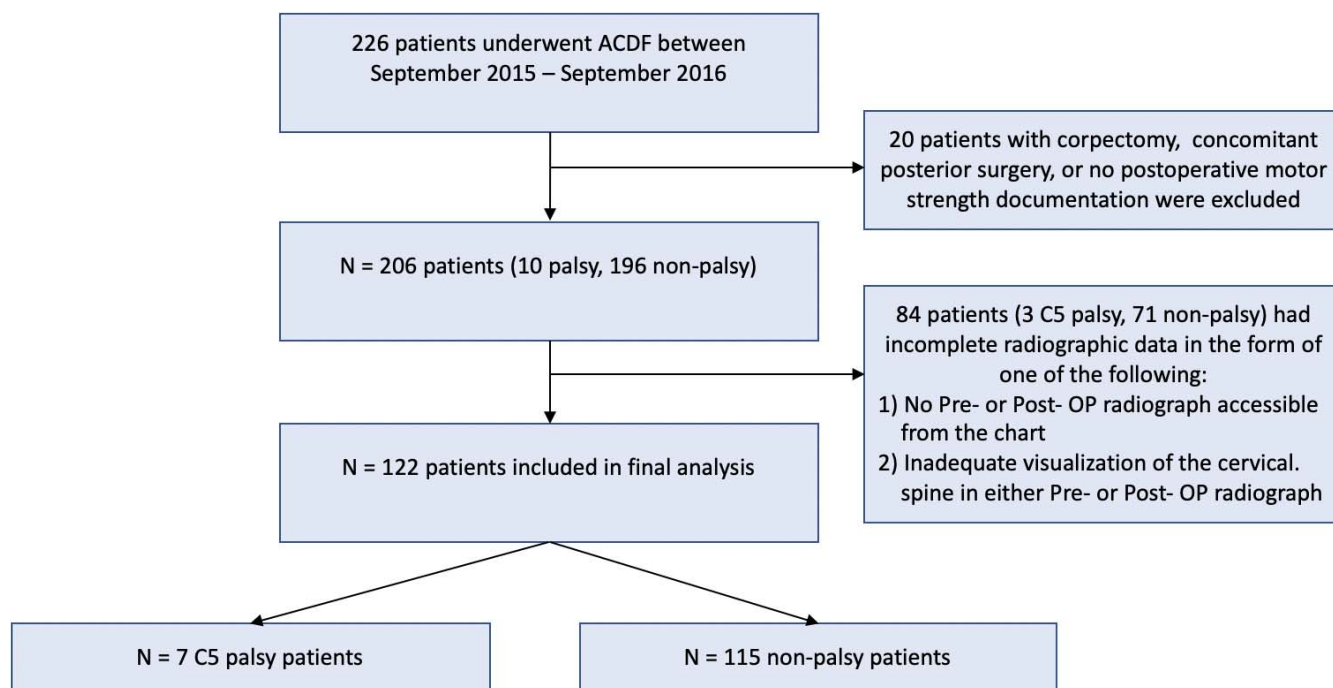 226 patients underwent ACDF between
September 2015 – September 2016
20 patients with corpectomy, concomitant
posterior surgery, or no postoperative motor
strength documentation were excluded
N = 206 patients (10 palsy, 196 non-palsy)
84 patients (3 C5 palsy, 71 non-palsy) had
incomplete radiographic data in the form of
one of the following:
1) No Pre- or Post- OP radiograph accessible
from the chart
2) Inadequate visualization of the cervical.
spine in either Pre- or Post- OP radiograph
N = 122 patients included in final analysis
N = 7 C5 palsy patients
N = 115 non-palsy patients